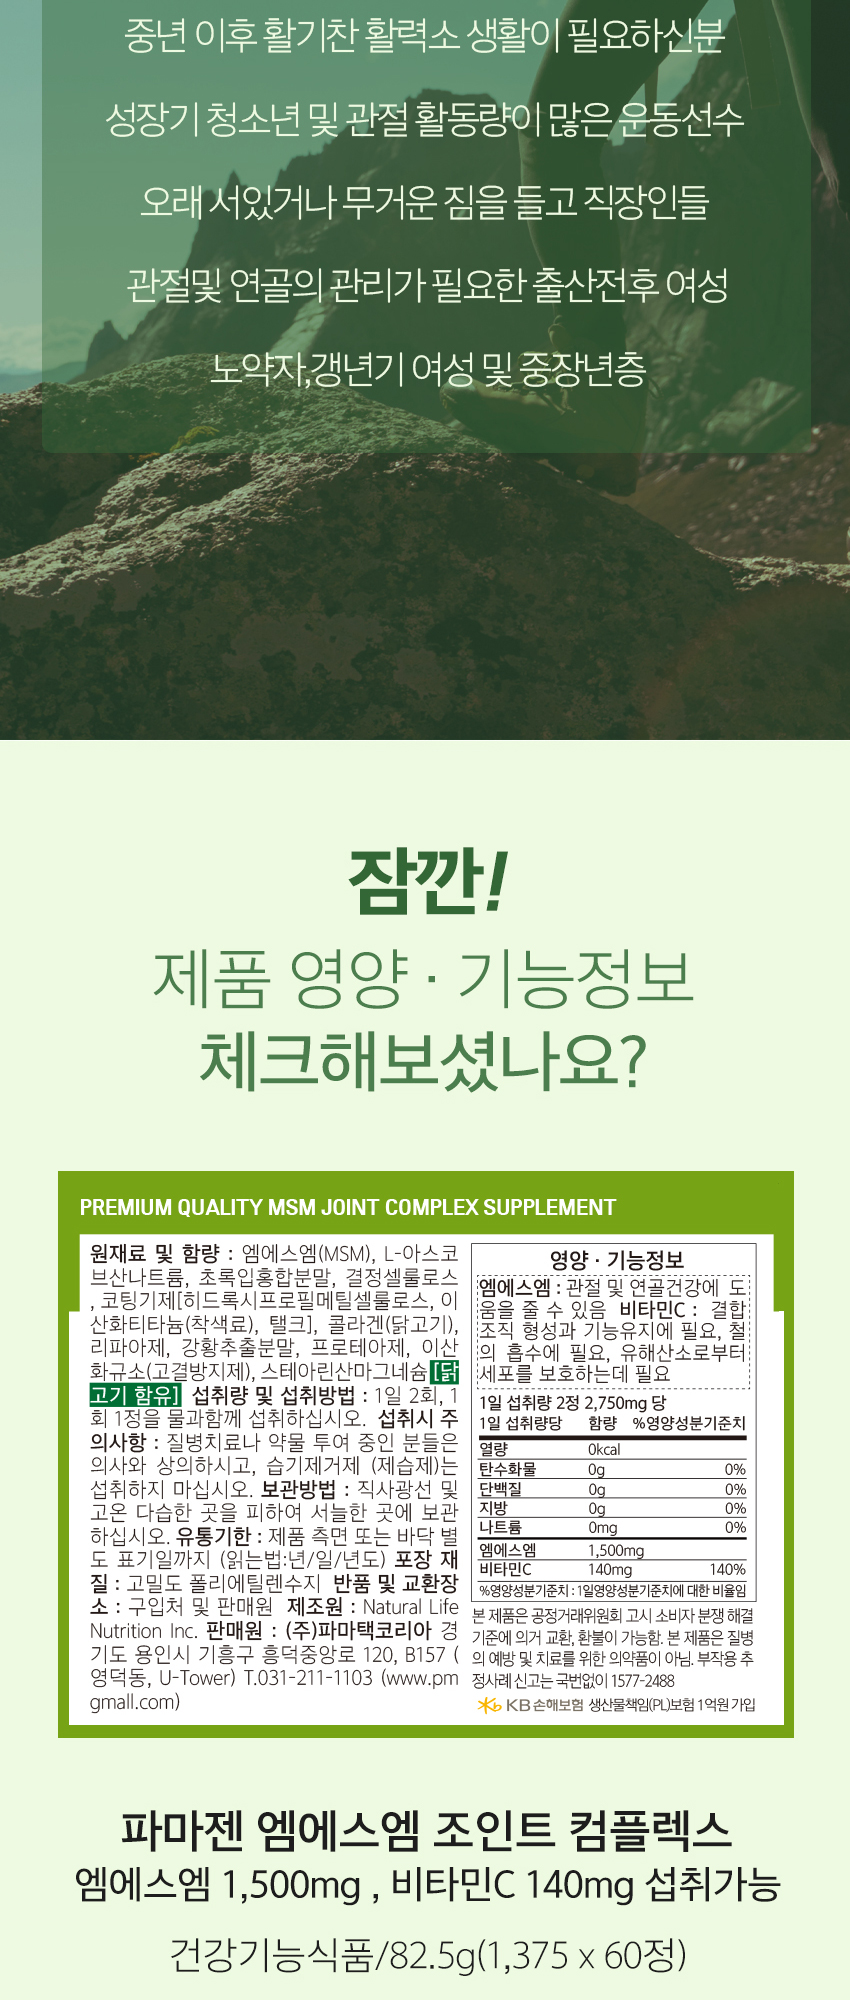 중년 이후 활기찬 활력소 생활이 필요하신분
성장기 청소년 및 관절 활동량이 많은 운동선수
오래 서있거나 무거운 짐을 들고 직장인들
관절및 연골의 관리가 필요한 출산전후 여성
노약자,갱년기 여성 및 중장년층
잠깐!
제품 영양 · 기능정보
체크해보셨나요?
PREMIUM QUALITY MSM JOINT COMPLEX SUPPLEMENT
원재료 및 함량 : 엠에스엠(MSM), L-아스코
브산나트륨, 초록입홍합분말, 결정셀룰로스
, 코팅기제[히드록시프로필메틸셀룰로스, 이
산화티타늄(착색료), 탤크], 콜라겐(닭고기),
리파아제, 강황추출분말, 프로테아제, 이산
화규소(고결방지제), 스테아린산마그네슘 [닭
고기 함유] 섭취량 및 섭취방법 : 1일 2회, 1
회 1정을 물과함께 섭취하십시오. 섭취시 주
의사항 : 질병치료나 약물 투여 중인 분들은
의사와 상의하시고, 습기제거제 (제습제)는
섭취하지 마십시오. 보관방법 : 직사광선 및
고온 다습한 곳을 피하여 서늘한 곳에 보관
하십시오. 유통기한 : 제품 측면 또는 바닥 별
도 표기일까지 (읽는법:년/일/년도) 포장 재
질 : 고밀도 폴리에틸렌수지 반품 및 교환장
소 : 구입처 및 판매원 제조원 : Natural Life
Nutrition Inc. 판매원 : (주)파마택코리아 경
기도 용인시 기흥구 흥덕중앙로 120, B157 (
영덕동, U-Tower) T.031-211-1103 (www.pm
gmall.com)
영양 · 기능정보
엠에스엠 : 관절 및 연골건강에 도
움을 줄 수 있음 비타민C : 결합
조직 형성과 기능유지에 필요, 철
의 흡수에 필요, 유해산소로부터
세포를 보호하는데 필요
1일 섭취량 2정 2,750mg 당
1일 섭취량당 함량 %영양성분기준치
열량 0kcal
탄수화물 0g 0%
단백질 0g 0%
지방 0g 0%
나트륨 0mg 0%
엠에스엠 1,500mg
비타민C 140mg 140%
%영양성분기준치 : 1일영양성분기준치에 대한 비율임
본 제품은 공정거래위원회 고시 소비자 분쟁 해결
기준에 의거 교환, 환불이 가능함. 본 제품은 질병
의 예방 및 치료를 위한 의약품이 아님. 부작용 추
정사례 신고는 국번없이 1577-2488
KB손해보험 생산물책임(PL)보험 1억원 가입
파마젠 엠에스엠 조인트 컴플렉스
엠에스엠 1,500mg , 비타민C 140mg 섭취가능
건강기능식품/82.5g(1,375 x 60정)